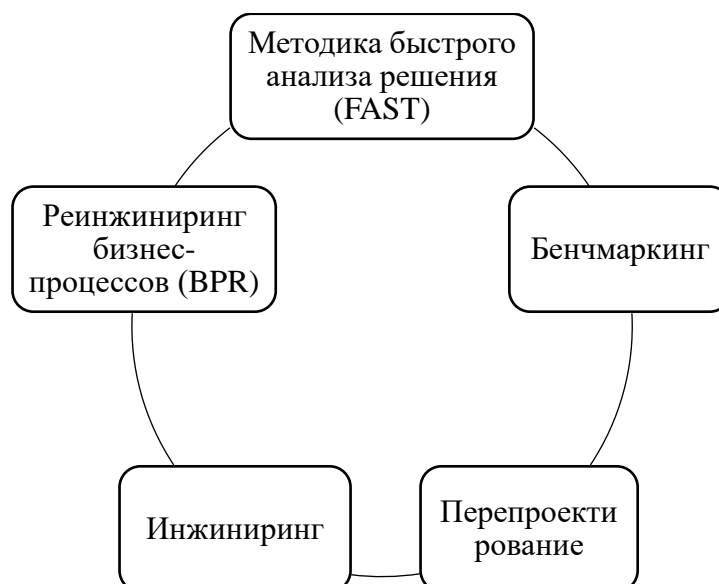 Методика быстрого
анализа решения
(FAST)
Реинжиниринг
бизнес-
процессов (BPR)
Бенчмаркинг
Инжиниринг
Перепроекти
рование